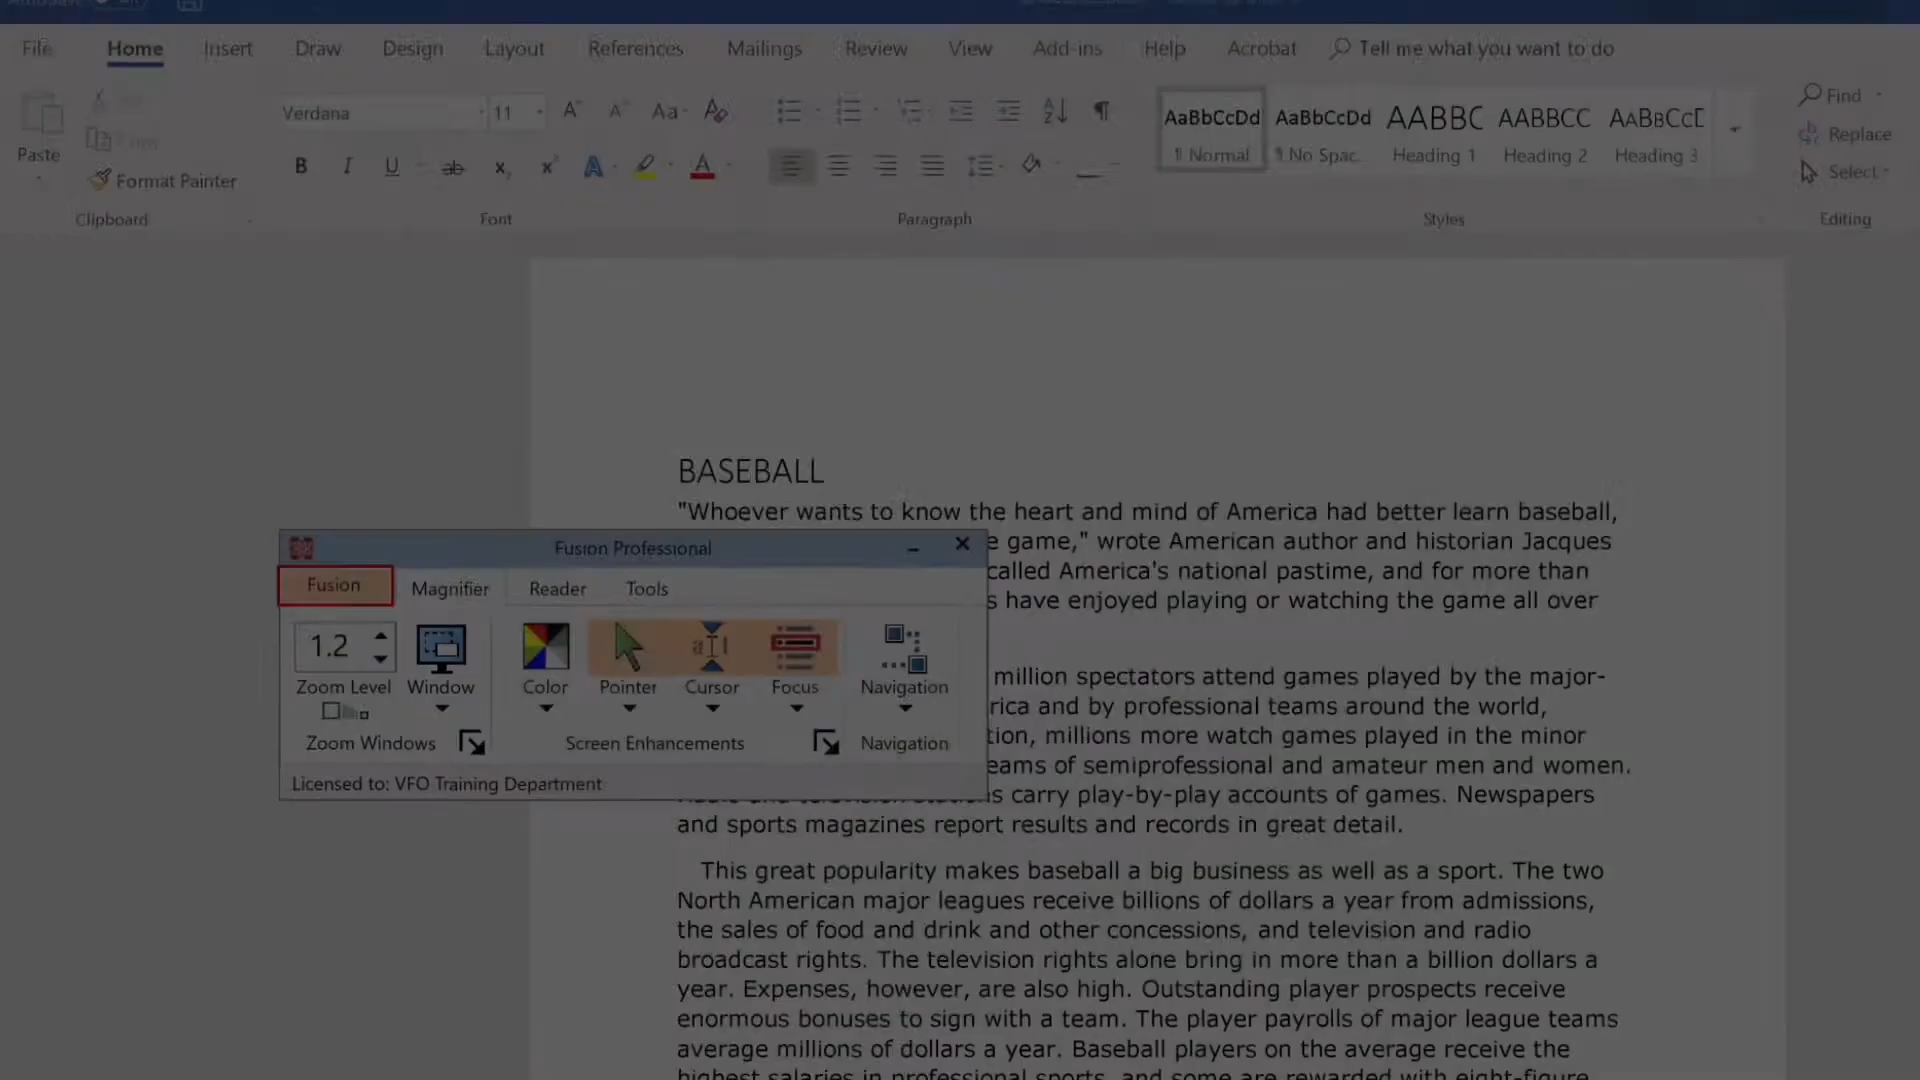 File Home Insert Draw Design Layout References Mailings Review View Add-ins Help Acrobat Tell me what you want to do
Verdana 11
Paste
Format Painter
Find
Replace
Select
AaBbCcDd AaBbCcDd AABBC AABBCC AABBCCD
¶ Normal ¶ No Spac... Heading 1 Heading 2 Heading 3
Clipboard Font Paragraph Styles Editing
BASEBALL
"Whoever wants to know the heart and mind of America had better learn baseball,
e game," wrote American author and historian Jacques
called America's national pastime, and for more than
s have enjoyed playing or watching the game all over
million spectators attend games played by the major-
rica and by professional teams around the world,
tion, millions more watch games played in the minor
eams of semiprofessional and amateur men and women.
s carry play-by-play accounts of games. Newspapers
and sports magazines report results and records in great detail.
This great popularity makes baseball a big business as well as a sport. The two
North American major leagues receive billions of dollars a year from admissions,
the sales of food and drink and other concessions, and television and radio
broadcast rights. The television rights alone bring in more than a billion dollars a
year. Expenses, however, are also high. Outstanding player prospects receive
enormous bonuses to sign with a team. The player payrolls of major league teams
average millions of dollars a year. Baseball players on the average receive the
highest salaries in professional sports, and some are rewarded with eight-figure
Fusion Professional
Fusion Magnifier Reader Tools
1.2
Zoom Level Window Color Pointer Cursor Focus Navigation
Zoom Windows Screen Enhancements Navigation
Licensed to: VFO Training Department